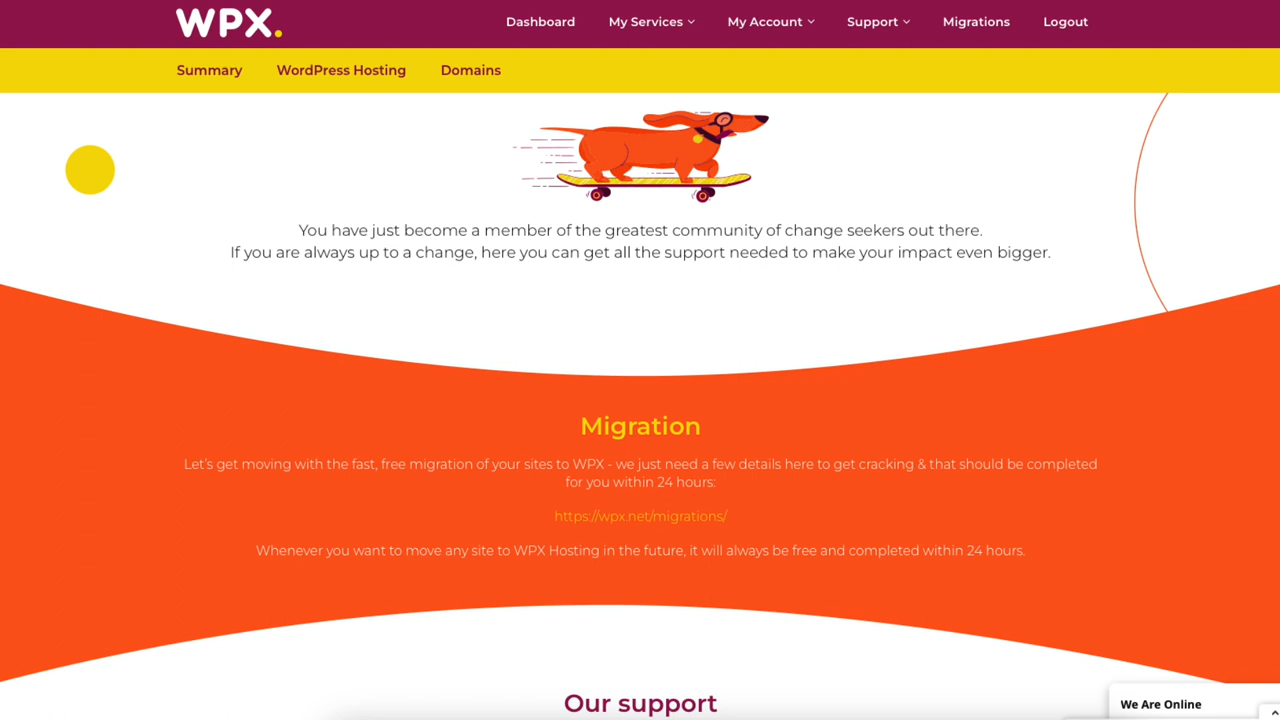 WPX.
Dashboard My Services My Account Support Migrations Logout
Summary WordPress Hosting Domains
You have just become a member of the greatest community of change seekers out there.
If you are always up to a change, here you can get all the support needed to make your impact even bigger.
Migration
Let's get moving with the fast, free migration of your sites to WPX - we just need a few details here to get cracking & that should be completed
for you within 24 hours:
https://wpx.net/migrations/
Whenever you want to move any site to WPX Hosting in the future, it will always be free and completed within 24 hours.
Our support
We Are Online